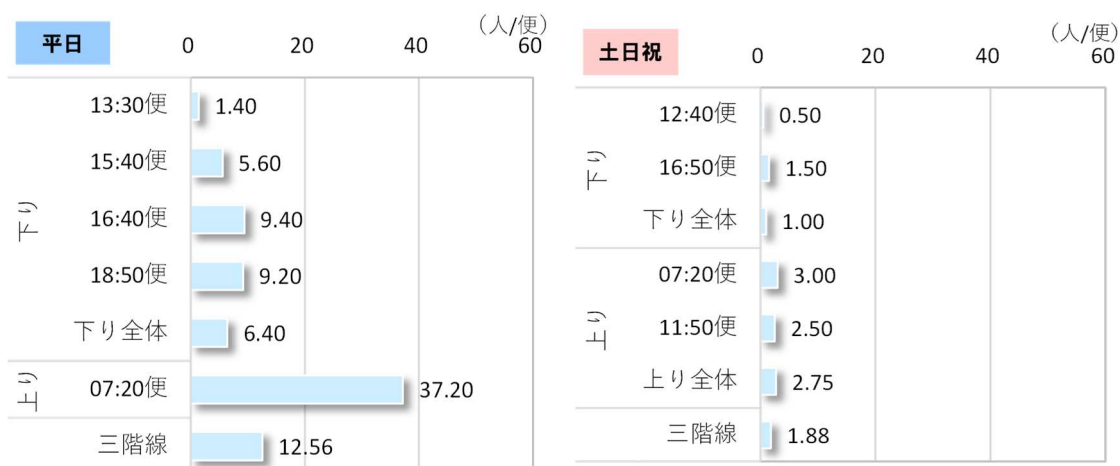 平日
(人/便)
0 20 40 60
下り
13:30便 1.40
15:40便 5.60
16:40便 9.40
18:50便 9.20
下り全体 6.40
上り
07:20便 37.20
三階線 12.56
土日祝
(人/便)
0 20 40 60
下り
12:40便 0.50
16:50便 1.50
下り全体 1.00
上り
07:20便 3.00
11:50便 2.50
上り全体 2.75
三階線 1.88